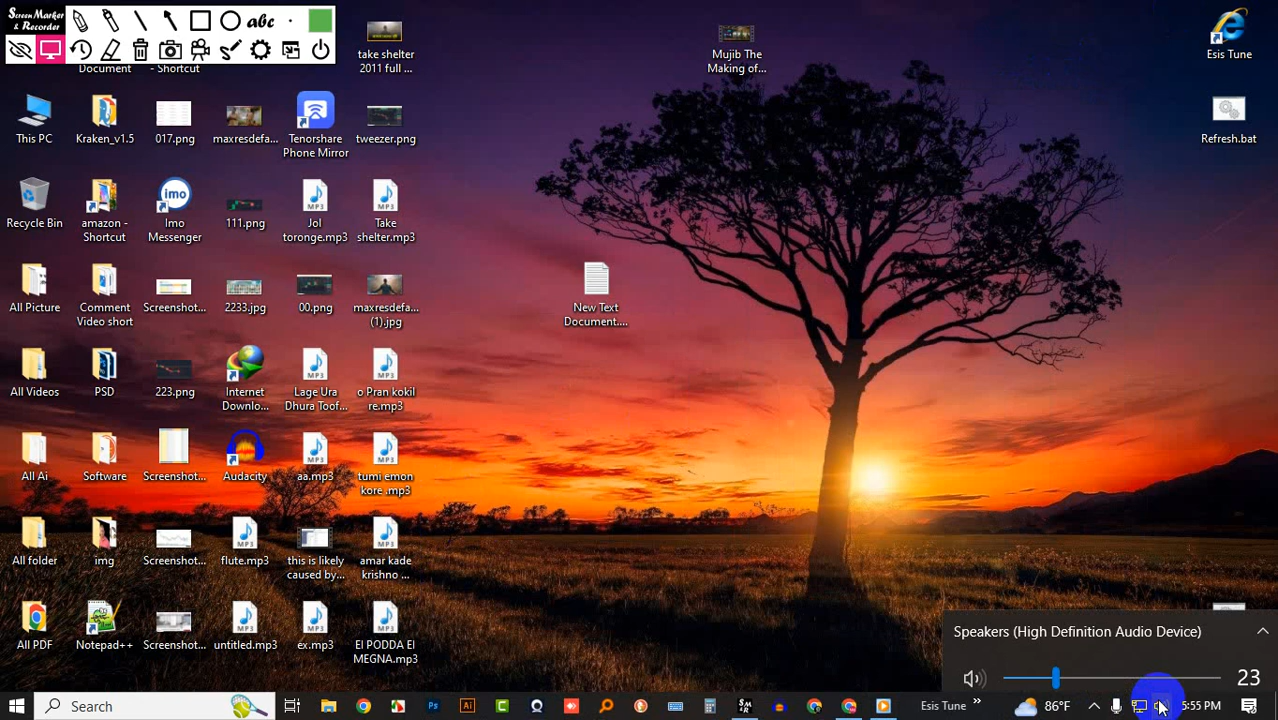 Screen Marker
& Recorder
abc
Document
- Shortcut
take shelter
2011 full ...
Mujib The
Making of...
Esis Tune
This PC
Kraken_v1.5
017.png
maxresdefa...
Tenorshare
Phone Mirror
tweezer.png
Refresh.bat
Recycle Bin
amazon -
Shortcut
imo
Imo
Messenger
111.png
Jol
toronge.mp3
Take
shelter.mp3
All Picture
Comment
Video short
Screenshot...
2233.jpg
00.png
maxresdefa...
(1).jpg
New Text
Document....
All Videos
PSD
223.png
Internet
Downlo...
Lage Ura
Dhura Toof...
o Pran kokil
re.mp3
All Ai
Software
Screenshot...
Audacity
aa.mp3
tumi emon
kore .mp3
All folder
img
Screenshot...
flute.mp3
this is likely
caused by...
amar kade
krishno ...
All PDF
Notepad++
Screenshot...
untitled.mp3
ex.mp3
EI PODDA EI
MEGNA.mp3
Speakers (High Definition Audio Device)
23
Search
Esis Tune
86°F
5:55 PM